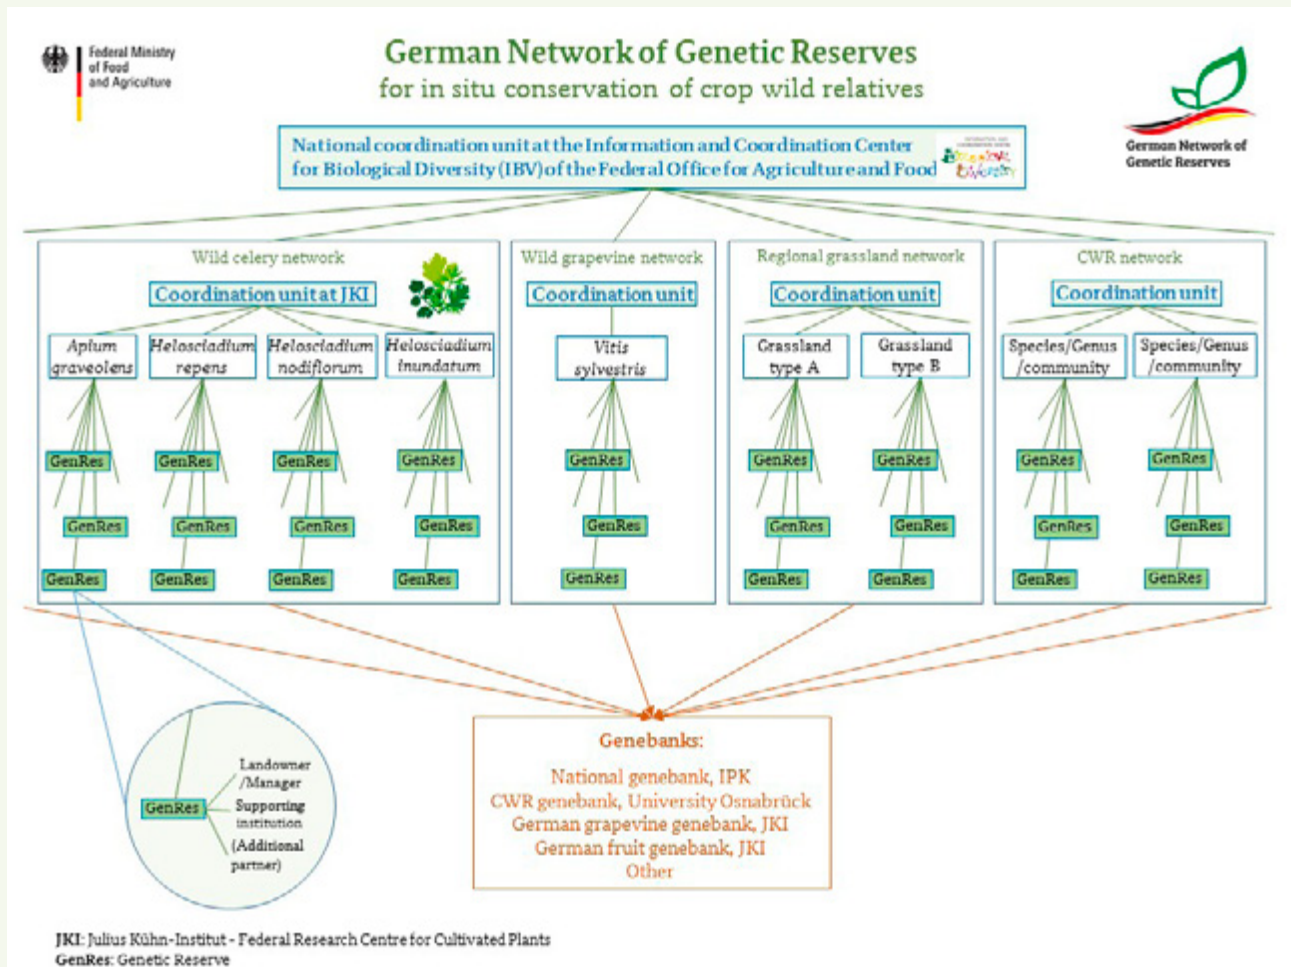 Federal Ministry
of Food
and Agriculture
German Network of Genetic Reserves
for in situ conservation of crop wild relatives
German Network of
Genetic Reserves
National coordination unit at the Information and Coordination Center
for Biological Diversity (IBV) of the Federal Office for Agriculture and Food
Biological
Diversity
Wild celery network
Coordination unit at JKI
Apium
graveolens
Helosciadium
repens
Helosciadium
nodiflorum
Helosciadium
inundatum
GenRes GenRes GenRes GenRes
GenRes GenRes GenRes GenRes
GenRes GenRes GenRes GenRes
Wild grapevine network
Coordination unit
Vitis
sylvestris
GenRes
GenRes
GenRes
Regional grassland network
Coordination unit
Grassland
type A
Grassland
type B
GenRes GenRes
GenRes GenRes
GenRes GenRes
CWR network
Coordination unit
Species/Genus
/community
Species/Genus
/community
GenRes GenRes
GenRes GenRes
GenRes GenRes
GenRes
Landowner
/Manager
Supporting
institution
(Additional
partner)
Genebanks:
National genebank, IPK
CWR genebank, University Osnabrück
German grapevine genebank, JKI
German fruit genebank, JKI
Other
JKI: Julius Kühn-Institut - Federal Research Centre for Cultivated Plants
GenRes: Genetic Reserve